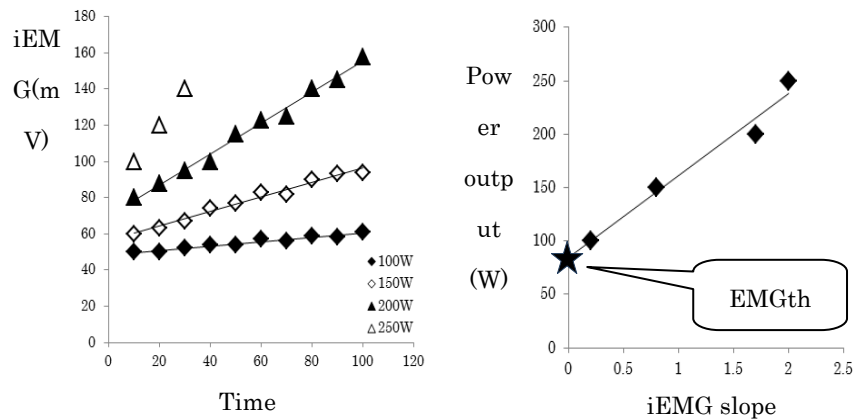 iEM
G(m
V)
180
160
140
120
100
80
60
40
20
0
0 20 40 60 80 100 120
Time
100W
150W
200W
250W
Pow
er
outp
ut
(W)
300
250
200
150
100
50
0
0 0.5 1 1.5 2 2.5
iEMG slope
EMGth